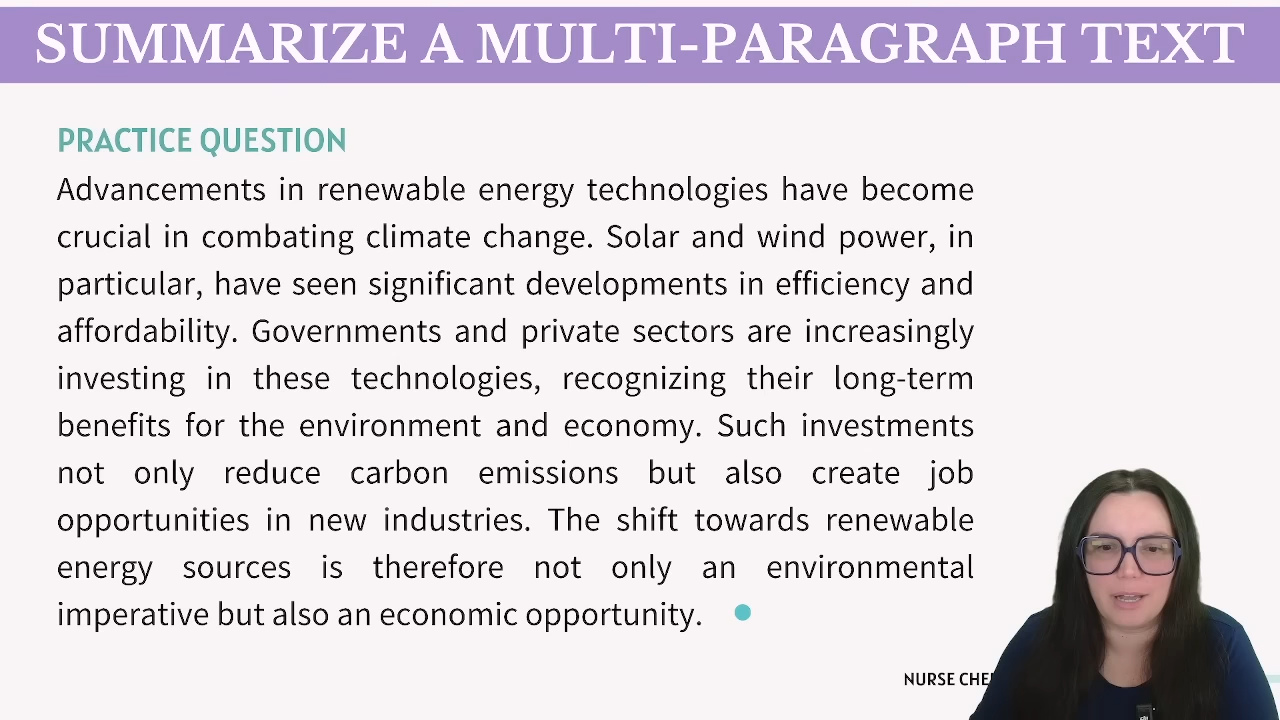 SUMMARIZE A MULTI-PARAGRAPH TEXT
PRACTICE QUESTION
Advancements in renewable energy technologies have become
crucial in combating climate change. Solar and wind power, in
particular, have seen significant developments in efficiency and
affordability. Governments and private sectors are increasingly
investing in these technologies, recognizing their long-term
benefits for the environment and economy. Such investments
not only reduce carbon emissions but also create job
opportunities in new industries. The shift towards renewable
energy sources is therefore not only an environmental
imperative but also an economic opportunity.
NURSE